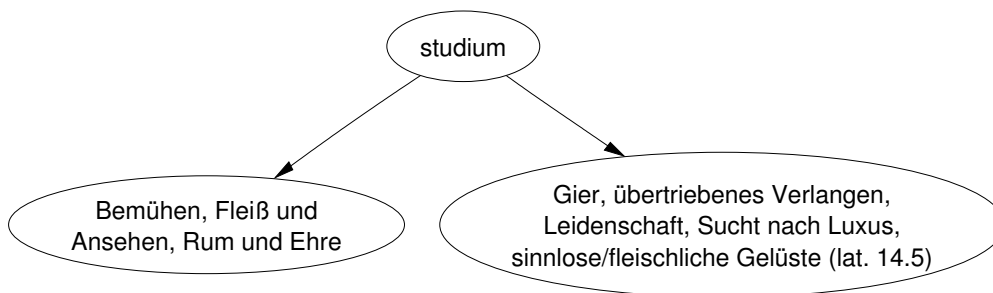 studium
Bemühen, Fleiß und
Ansehen, Rum und Ehre
Gier, übertriebenes Verlangen,
Leidenschaft, Sucht nach Luxus,
sinnlose/fleischliche Gelüste (lat. 14.5)